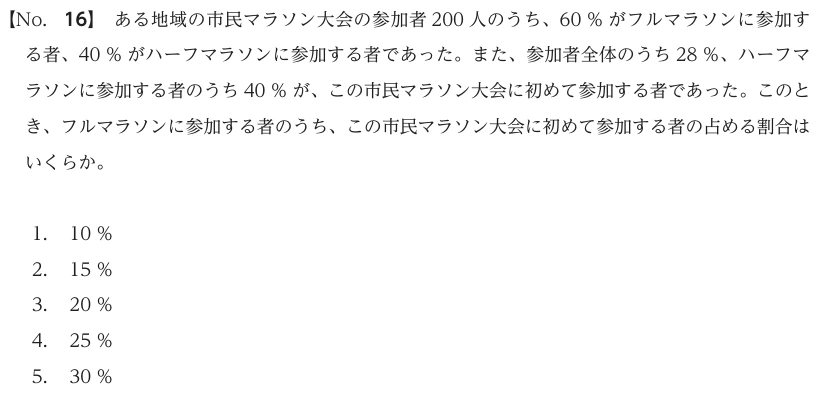 【No. 16】 ある地域の市民マラソン大会の参加者 200 人のうち、60 % がフルマラソンに参加す
る者、40 % がハーフマラソンに参加する者であった。また、参加者全体のうち 28 %、ハーフマ
ラソンに参加する者のうち 40 % が、この市民マラソン大会に初めて参加する者であった。このと
き、フルマラソンに参加する者のうち、この市民マラソン大会に初めて参加する者の占める割合は
いくらか。
1. 10 %
2. 15 %
3. 20 %
4. 25 %
5. 30 %